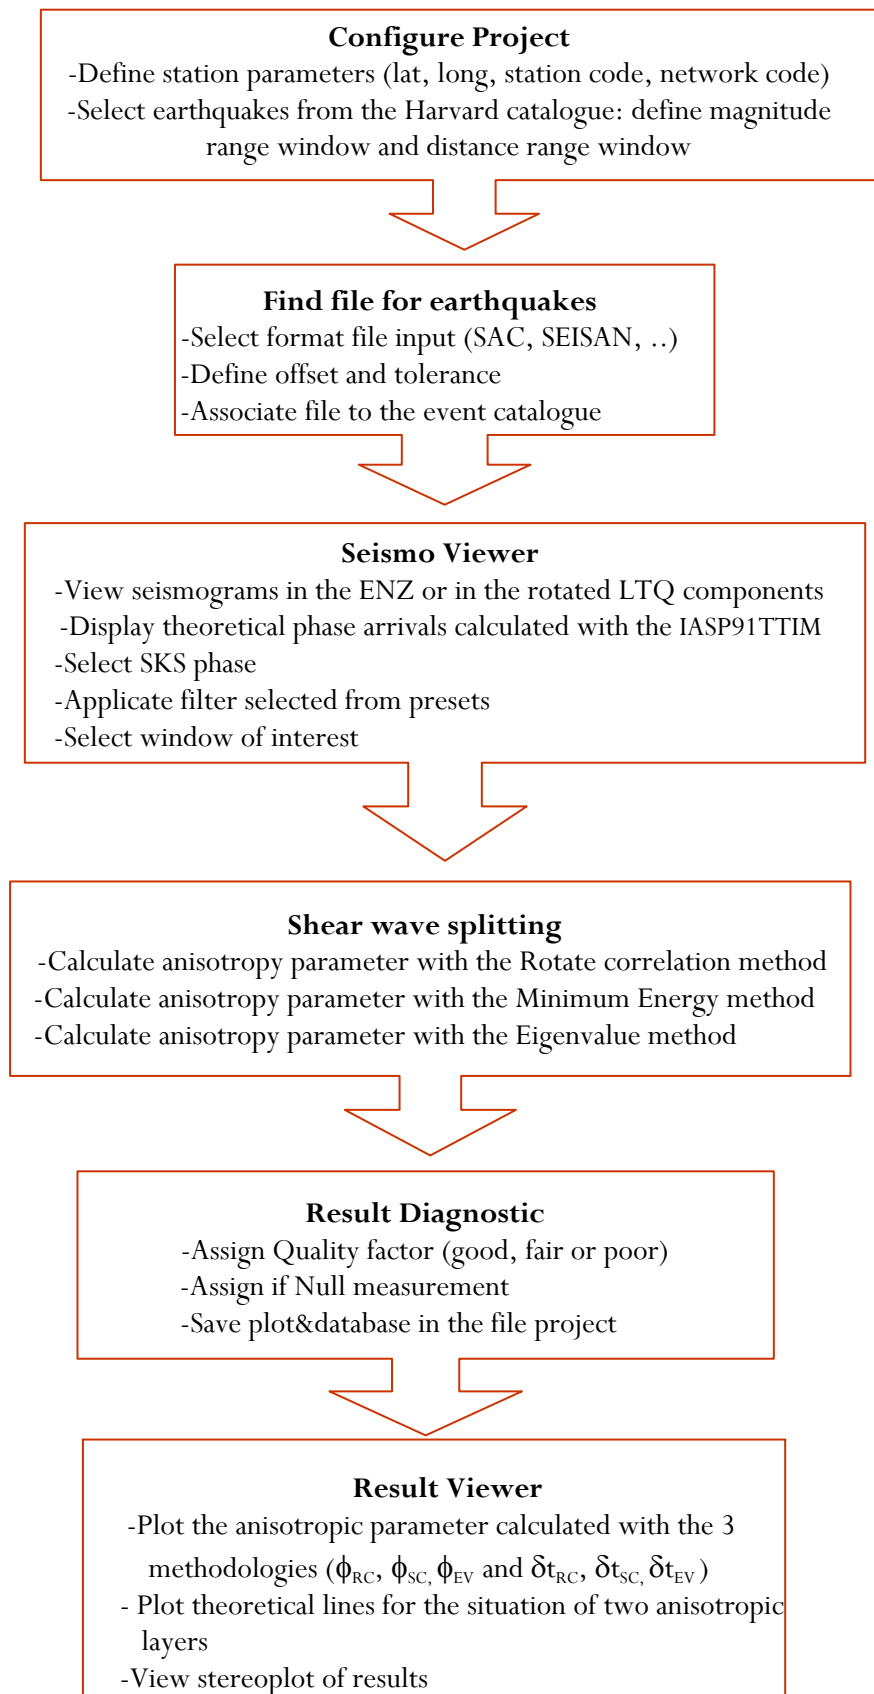 Configure Project
-Define station parameters (lat, long, station code, network code)
-Select earthquakes from the Harvard catalogue: define magnitude
range window and distance range window
Find file for earthquakes
-Select format file input (SAC, SEISAN, ..)
-Define offset and tolerance
-Associate file to the event catalogue
Seismo Viewer
-View seismograms in the ENZ or in the rotated LTQ components
-Display theoretical phase arrivals calculated with the IASP91TTIM
-Select SKS phase
-Applicate filter selected from presets
-Select window of interest
Shear wave splitting
-Calculate anisotropy parameter with the Rotate correlation method
-Calculate anisotropy parameter with the Minimum Energy method
-Calculate anisotropy parameter with the Eigenvalue method
Result Diagnostic
-Assign Quality factor (good, fair or poor)
-Assign if Null measurement
-Save plot&database in the file project
Result Viewer
-Plot the anisotropic parameter calculated with the 3
methodologies (ϕRC, ϕSC, ϕEV and δtRC, δtSC, δtEV)
- Plot theoretical lines for the situation of two anisotropic
layers
-View stereoplot of results